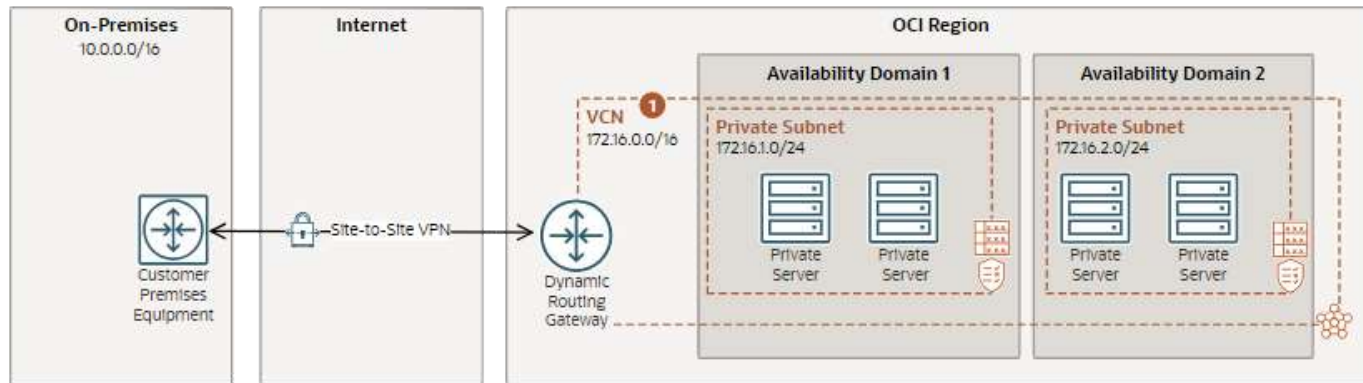 On-Premises
10.0.0.0/16
Customer
Premises
Equipment
Internet
Site-to-Site VPN
OCI Region
Dynamic
Routing
Gateway
VCN
1
172.16.0.0/16
Availability Domain 1
Private Subnet
172.16.1.0/24
Private
Server
Private
Server
Availability Domain 2
Private Subnet
172.16.2.0/24
Private
Server
Private
Server